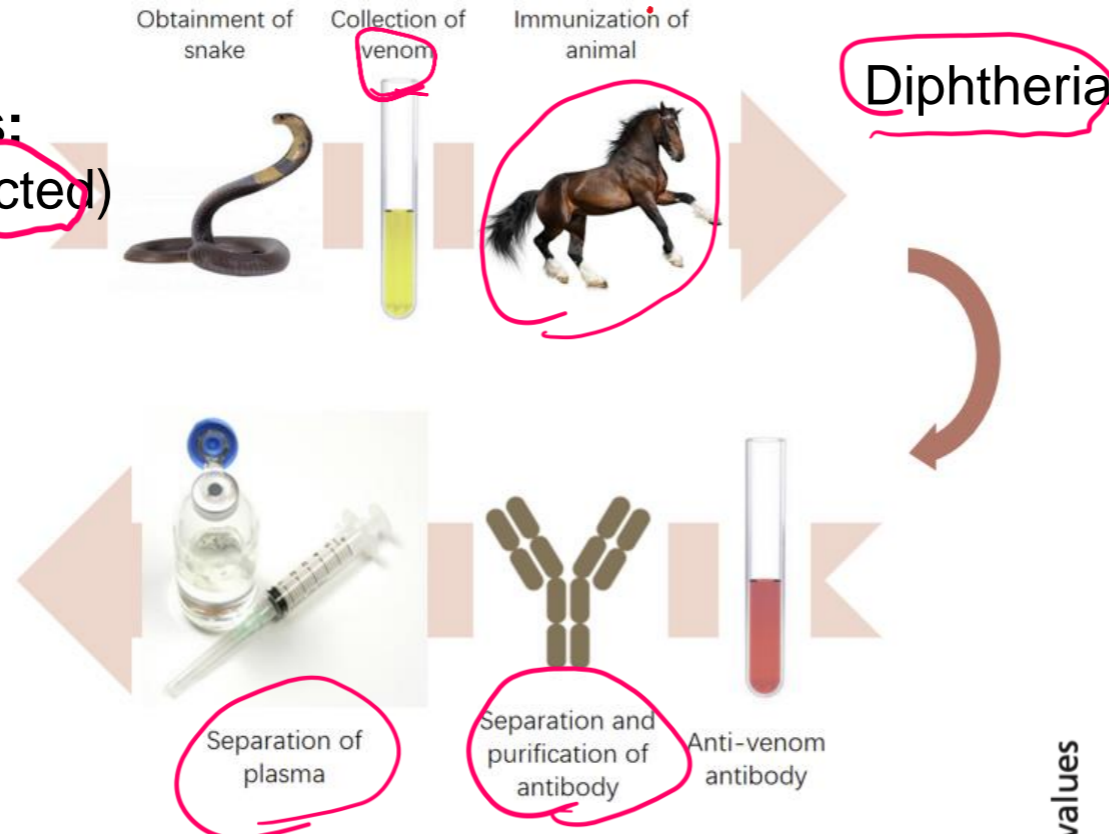 Obtainment of
snake
Collection of
venom
Immunization of
animal
Diphtheria
s:
cted)
Separation of
plasma
Separation and
purification of
antibody
Anti-venom
antibody
values